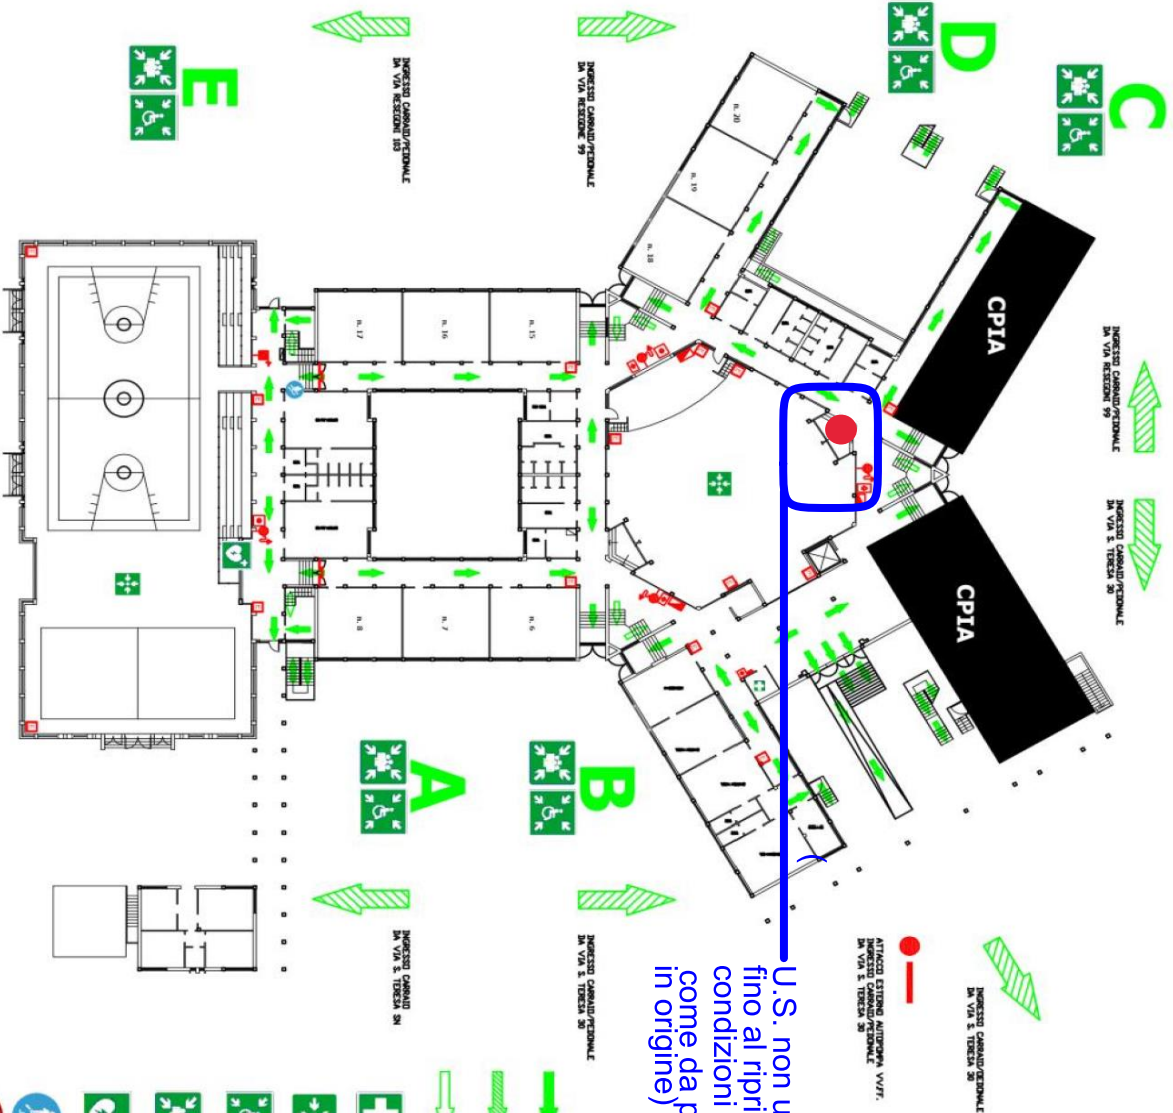 E
D
C
INGRESSO CARRAIO/PEDONALE
DA VIA RESEGONI 103
INGRESSO CARRAIO/PEDONALE
DA VIA RESEGONE 99
INGRESSO CARRAIO/PEDONALE
DA VIA RESEGONI 99
INGRESSO CARRAIO/PEDONALE
DA VIA S. TERESA 30
n. 20
n. 19
n. 18
n. 17
n. 16
n. 15
n. 8
n. 7
n. 6
CPIA
CPIA
A
B
INGRESSO CARRAIO
DA VIA S. TERESA SN
INGRESSO CARRAIO/PEDONALE
DA VIA S. TERESA 30
ATTACCO ESTERNO AUTOPOMPA VV/FF.
INGRESSO CARRAIO/PEDONALE
DA VIA S. TERESA 30
INGRESSO CARRAIO/PEDONALE
DA VIA S. TERESA 30
U.S. non u
fino al ripri
condizioni
come da p
in origine)